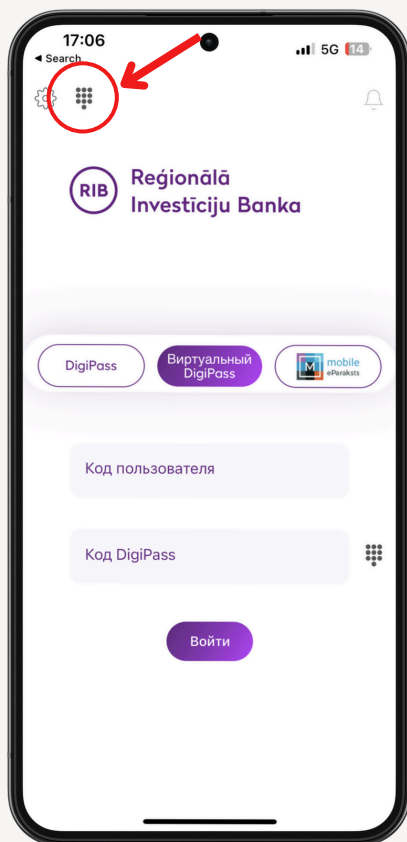 17:06
5G 14
◄ Search
RIB
Reģionālā
Investīciju Banka
DigiPass
Виртуальный
DigiPass
M mobile
eParaksts
Код пользователя
Код DigiPass
Войти